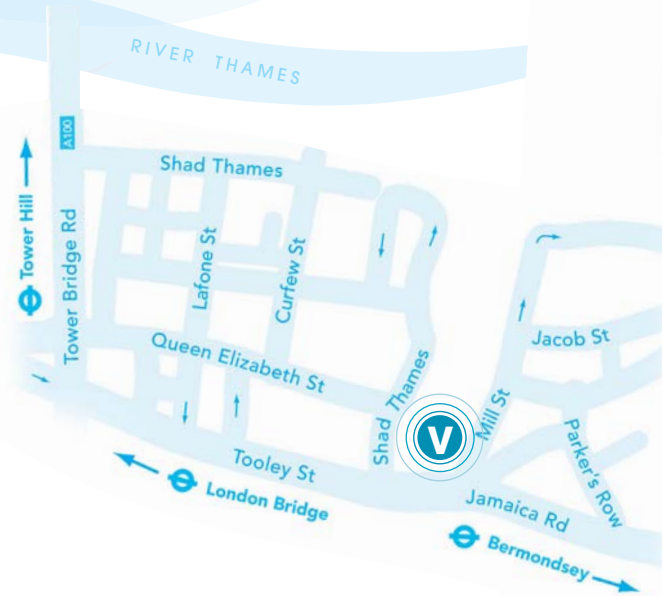 RIVER THAMES
A100
Shad Thames
Tower Hill
Tower Bridge Rd
Lafone St
Curfew St
Queen Elizabeth St
Shad Thames
Jacob St
Mill St
V
Parker's Row
Tooley St
London Bridge
Jamaica Rd
Bermondsey